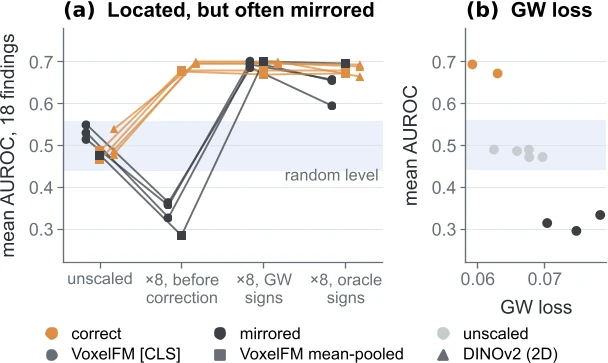 (a) Located, but often mirrored
mean AUROC, 18 findings
0.7
0.6
0.5
0.4
0.3
random level
unscaled
×8, before correction
×8, GW signs
×8, oracle signs
(b) GW loss
mean AUROC
0.7
0.6
0.5
0.4
0.3
0.06
0.07
GW loss
correct
mirrored
unscaled
VoxelFM [CLS]
VoxelFM mean-pooled
DINOv2 (2D)